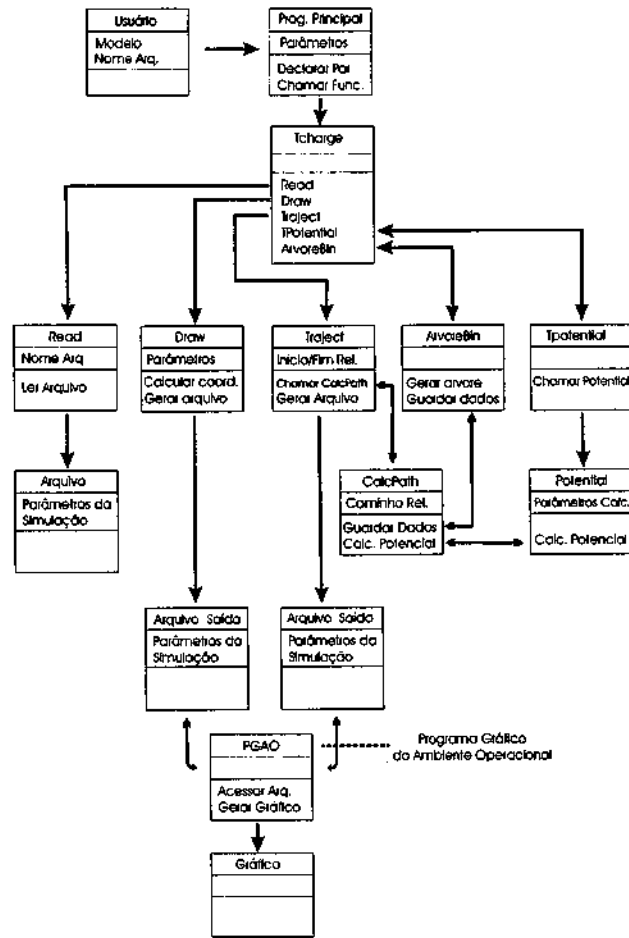 Usuário
Modelo
Nome Arq.
Prog. Principal
Parâmetros
Declarar Par
Chamar Func.
Tcharge
Read
Draw
Traject
TPotential
ArvoreBin
Read
Nome Arq
Ler Arquivo
Draw
Parâmetros
Calcular coord.
Gerar arquivo
Traject
Início/Fim Rel.
Chamar CalcPath
Gerar Arquivo
ArvoreBin
Gerar arvore
Guardar dados
Tpotential
Chamar Potential
Arquivo
Parâmetros da
Simulação
CalcPath
Caminho Rel.
Guardar Dados
Calc. Potencial
Potential
Parâmetros Calc.
Calc. Potencial
Arquivo Saída
Parâmetros da
Simulação
Arquivo Saída
Parâmetros da
Simulação
PGAO
Acessar Arq.
Gerar Gráfico
Programa Gráfico
do Ambiente Operacional
Gráfico